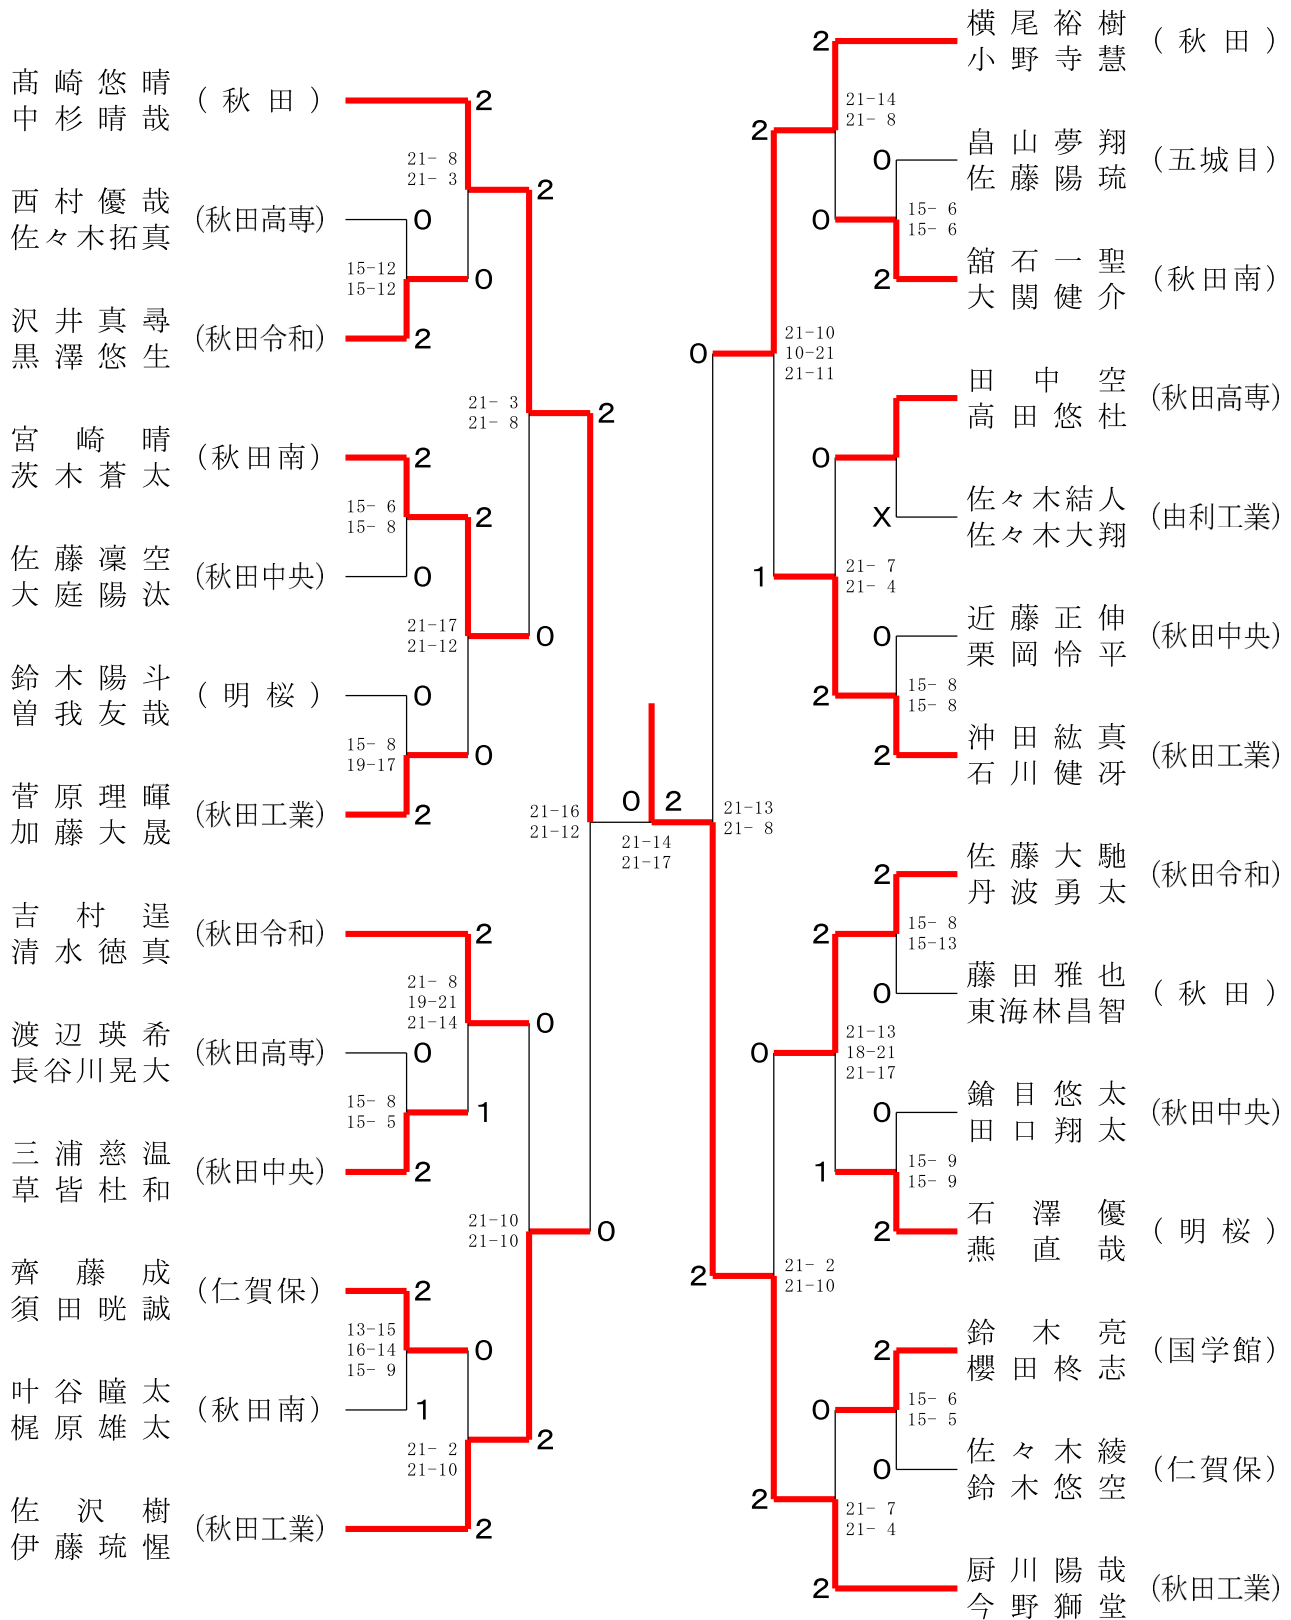 髙崎悠晴
中杉晴哉
(秋田)
2
21- 8
21- 3
2
西村優哉
佐々木拓真
(秋田高専)
0
15-12
15-12
0
沢井真尋
黒澤悠生
(秋田令和)
2
21- 3
21- 8
2
宮崎晴
茨木蒼太
(秋田南)
2
15- 6
15- 8
2
佐藤凜空
大庭陽汰
(秋田中央)
0
21-17
21-12
0
鈴木陽斗
曽我友哉
(明桜)
0
15- 8
19-17
0
菅原理暉
加藤大晟
(秋田工業)
2
21-16
21-12
吉村逞
清水徳真
(秋田令和)
2
21- 8
19-21
21-14
0
渡辺瑛希
長谷川晃大
(秋田高専)
0
15- 8
15- 5
1
三浦慈温
草皆杜和
(秋田中央)
2
21-10
21-10
0
齊藤成
須田晄誠
(仁賀保)
2
13-15
16-14
15- 9
0
叶谷瞳太
梶原雄太
(秋田南)
1
21- 2
21-10
2
佐沢樹
伊藤琉惺
(秋田工業)
2
0
2
21-14
21-17
横尾裕樹
小野寺慧
(秋田)
2
21-14
21- 8
2
畠山夢翔
佐藤陽琉
(五城目)
0
15- 6
15- 6
0
舘石一聖
大関健介
(秋田南)
2
21-10
10-21
21-11
0
田中空
高田悠杜
(秋田高専)
0
佐々木結人
佐々木大翔
(由利工業)
X
21- 7
21- 4
1
近藤正伸
栗岡怜平
(秋田中央)
0
15- 8
15- 8
2
沖田紘真
石川健冴
(秋田工業)
2
21-13
21- 8
佐藤大馳
丹波勇太
(秋田令和)
2
15- 8
15-13
2
藤田雅也
東海林昌智
(秋田)
0
21-13
18-21
21-17
0
鎗目悠太
田口翔太
(秋田中央)
0
15- 9
15- 9
1
石澤優
燕直哉
(明桜)
2
21- 2
21-10
2
鈴木亮
櫻田柊志
(国学館)
2
15- 6
15- 5
0
佐々木綾
鈴木悠空
(仁賀保)
0
21- 7
21- 4
2
厨川陽哉
今野獅堂
(秋田工業)
2